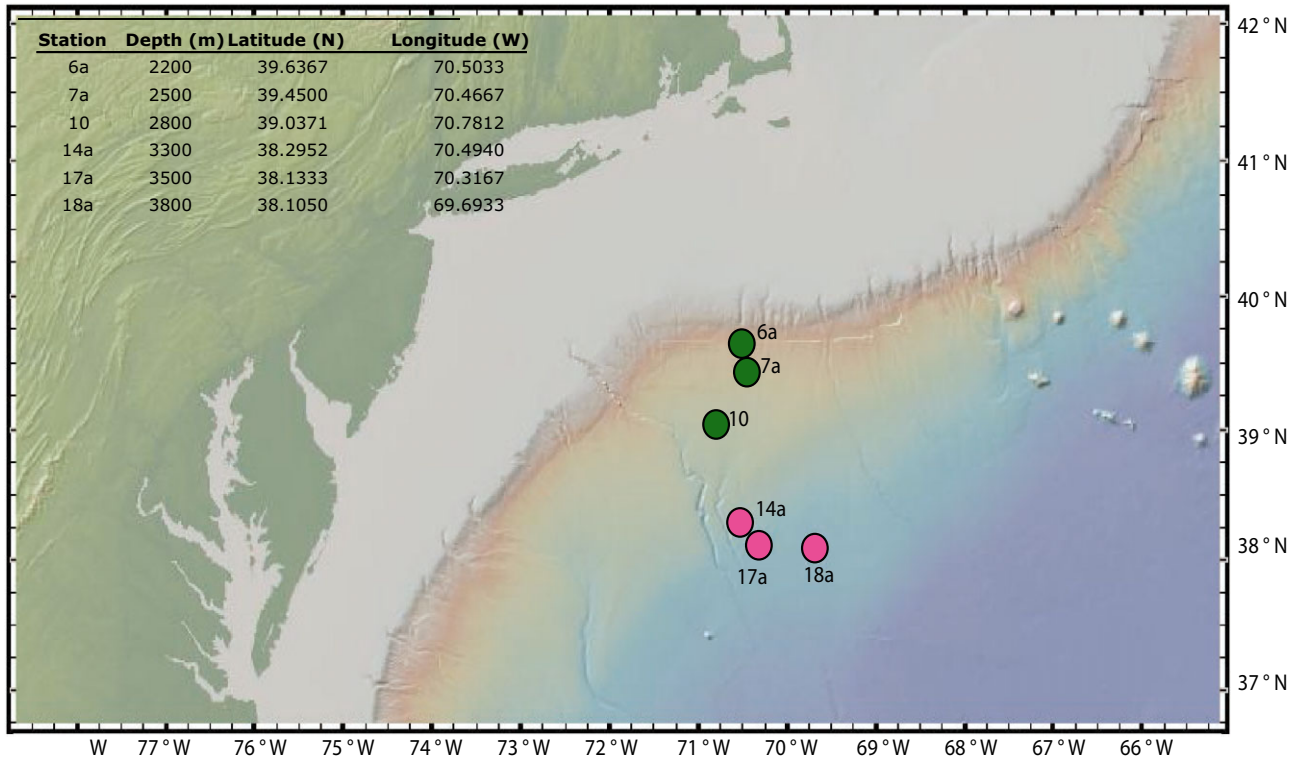 Station Depth (m) Latitude (N) Longitude (W)
6a 2200 39.6367 70.5033
7a 2500 39.4500 70.4667
10 2800 39.0371 70.7812
14a 3300 38.2952 70.4940
17a 3500 38.1333 70.3167
18a 3800 38.1050 69.6933
42°N
41°N
40°N
6a
7a
10
39°N
14a
38°N
17a
18a
37°N
W 77°W 76°W 75°W 74°W 73°W 72°W 71°W 70°W 69°W 68°W 67°W 66°W